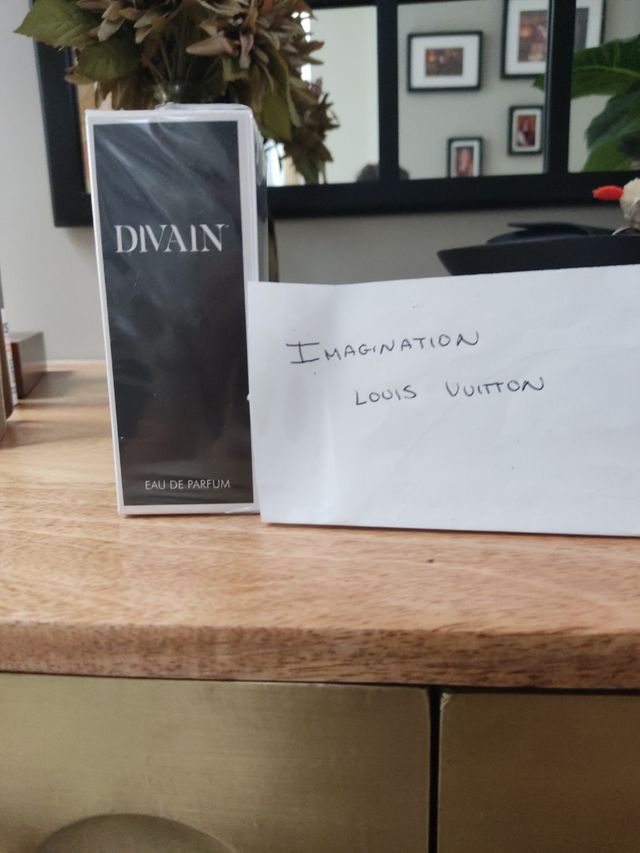 DIVAIN
EAU DE PARFUM
IMAGINATION
LOUIS VUITTON